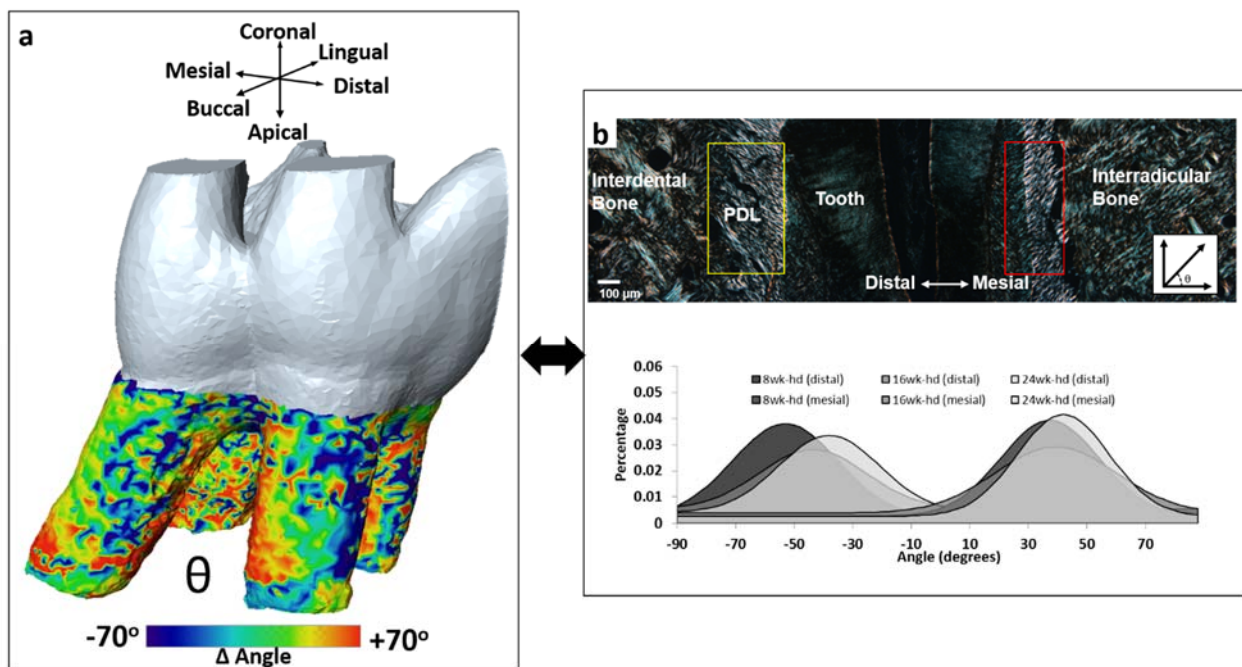 a
Coronal
Lingual
Mesial
Distal
Buccal
Apical
θ
-70°
+70°
Δ Angle
b
Interdental
Bone
PDL
Tooth
Interradicular
Bone
Distal
Mesial
100 µm
θ
0.06
0.05
0.04
0.03
0.02
0.01
0
Percentage
8wk-hd (distal) 16wk-hd (distal) 24wk-hd (distal)
8wk-hd (mesial) 16wk-hd (mesial) 24wk-hd (mesial)
-90 -70 -50 -30 -10 10 30 50 70
Angle (degrees)